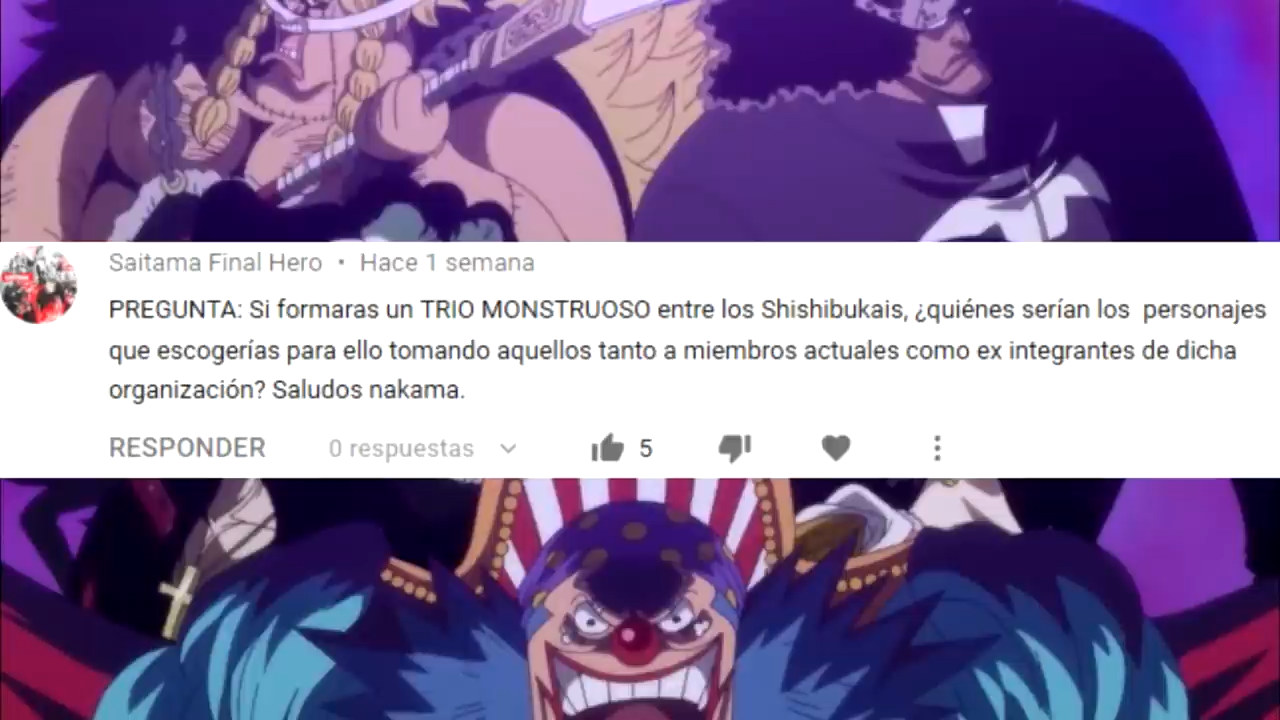 Saitama Final Hero • Hace 1 semana
PREGUNTA: Si formaras un TRIO MONSTRUOSO entre los Shishibukais, ¿quiénes serían los personajes
que escogerías para ello tomando aquellos tanto a miembros actuales como ex integrantes de dicha
organización? Saludos nakama.
RESPONDER 0 respuestas 5